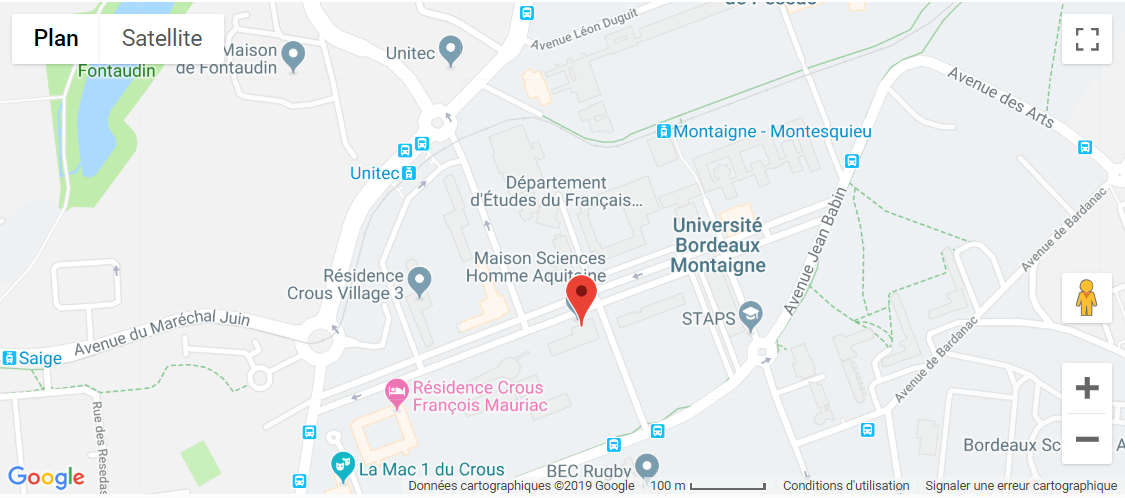 de Pessac
Plan
Satellite
Maison
de Fontaudin
Fontaudin
Unitec
Avenue Léon Duguit
Avenue des Arts
Montaigne - Montesquieu
Unitec
Département
d'Études du Français...
Université
Bordeaux
Montaigne
Avenue Jean Babin
Avenue de Bardanac
Maison Sciences
Homme Aquitaine
Résidence
Crous Village 3
STAPS
Avenue du Maréchal Juin
Saige
Avenue de Bardanac
Résidence Crous
François Mauriac
Rue des Resedas
La Mac 1 du Crous
BEC Rugby
Bordeaux Sc
A
Google
Données cartographiques ©2019 Google
100 m
Conditions d'utilisation
Signaler une erreur cartographique